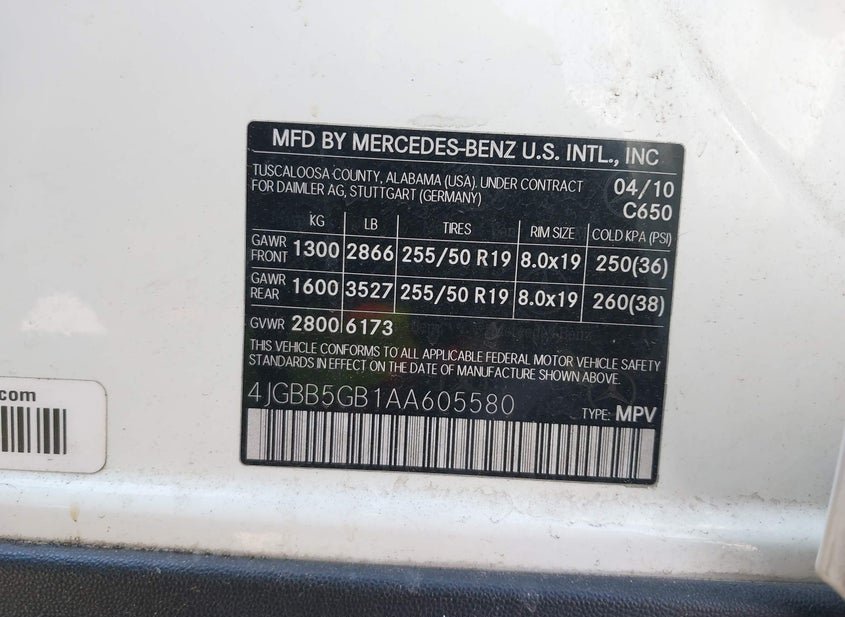 MFD BY MERCEDES-BENZ U.S. INTL., INC
TUSCALOOSA COUNTY, ALABAMA (USA). UNDER CONTRACT
FOR DAIMLER AG, STUTTGART (GERMANY)
04/10
C650
KG LB TIRES RIM SIZE COLD KPA (PSI)
GAWR FRONT 1300 2866 255/50 R19 8.0x19 250(36)
GAWR REAR 1600 3527 255/50 R19 8.0x19 260(38)
GVWR 2800 6173
THIS VEHICLE CONFORMS TO ALL APPLICABLE FEDERAL MOTOR VEHICLE SAFETY
STANDARDS IN EFFECT ON THE DATE OF MANUFACTURE SHOWN ABOVE.
4JGBB5GB1AA605580
TYPE: MPV
.com